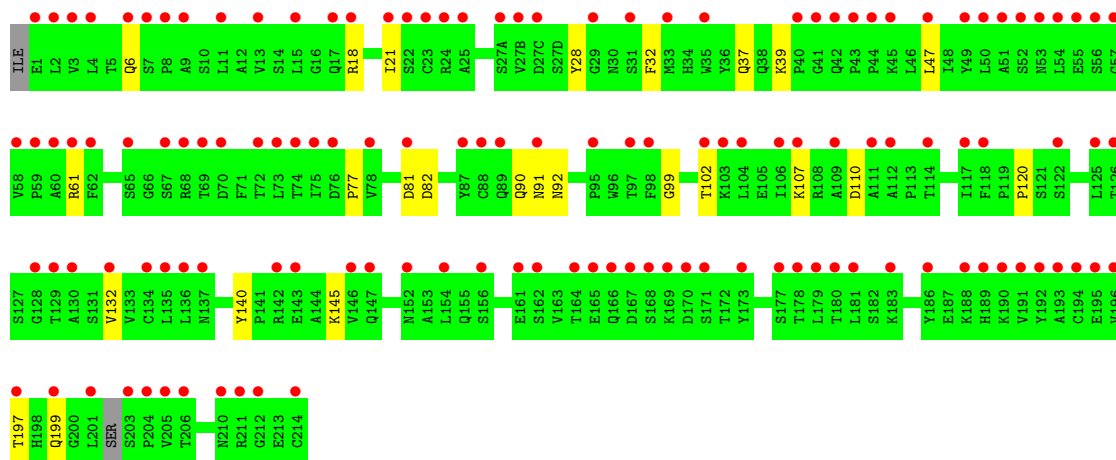 ILE E1 L2 V3 L4 T5 Q6 S7 P8 A9 S10 L11 A12 V13 S14 L15 G16 Q17 R18 I21 S22 C23 R24 A25 S27A V27B D27C S27D Y28 G29 N30 S31 F32 M33 H34 W35 Y36 Q37 Q38 K39 P40 G41 Q42 P43 P44 K45 L46 L47 I48 Y49 L50 A51 S52 N53 L54 E55 S56 G57
V58 P59 A60 R61 F62 S65 G66 S67 R68 T69 D70 F71 T72 L73 T74 I75 D76 P77 V78 D81 D82 Y87 C88 Q89 Q90 N91 N92 P95 W96 T97 F98 G99 T102 K103 L104 E105 I106 K107 R108 A109 D110 A111 A112 P113 T114 I117 F118 P119 P120 S121 S122 L125 T126
S127 G128 T129 A130 S131 V132 V133 C134 L135 L136 N137 Y140 P141 R142 E143 A144 K145 V146 Q147 N152 A153 L154 Q155 S156 E161 S162 V163 T164 E165 Q166 D167 S168 K169 D170 S171 T172 Y173 S177 T178 L179 T180 L181 S182 K183 Y186 E187 K188 H189 K190 V191 Y192 A193 C194 E195 V196
T197 H198 Q199 G200 L201 SER S203 P204 V205 T206 N210 R211 G212 E213 C214